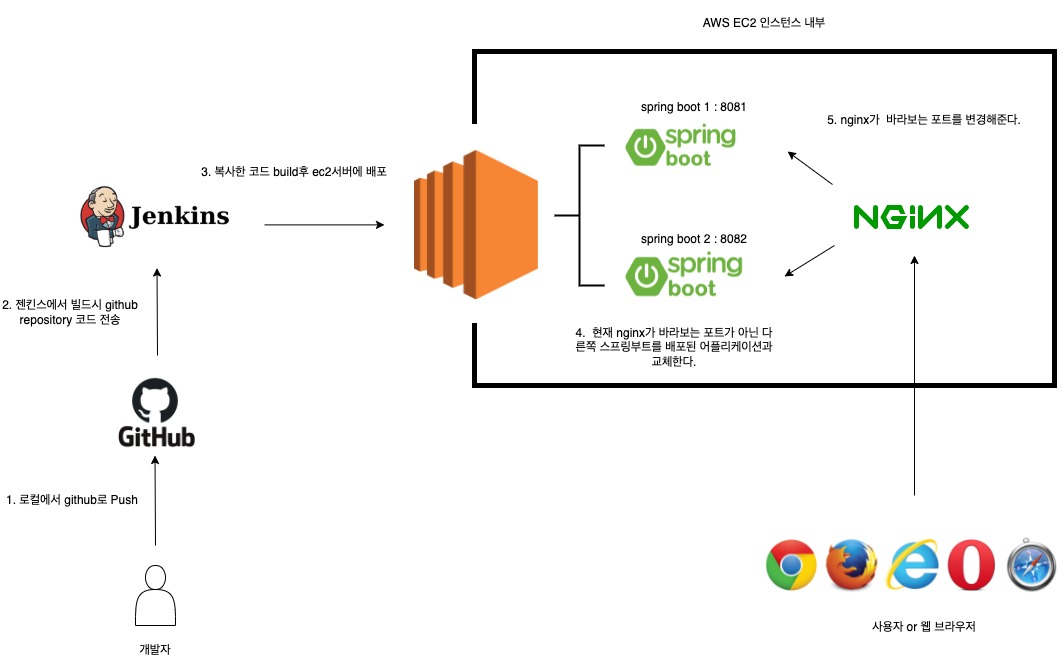 AWS EC2 인스턴스 내부
spring boot 1 : 8081
spring
boot
5. nginx가 바라보는 포트를 변경해준다.
3. 복사한 코드 build후 ec2서버에 배포
Jenkins
NGiNX
spring boot 2 : 8082
spring
boot
2. 젠킨스에서 빌드시 github
repository 코드 전송
4. 현재 nginx가 바라보는 포트가 아닌 다
른쪽 스프링부트를 배포된 어플리케이션과
교체한다.
GitHub
1. 로컬에서 github로 Push
개발자
사용자 or 웹 브라우저